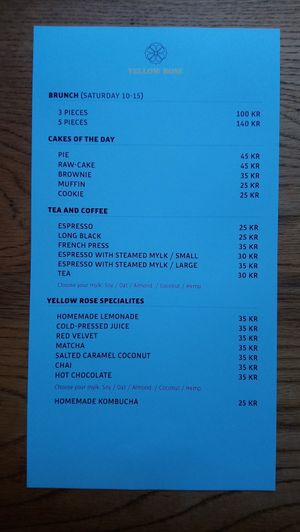 YELLOW ROSE
BRUNCH (SATURDAY 10-15)
3 PIECES 100 KR
5 PIECES 140 KR
CAKES OF THE DAY
PIE 45 KR
RAW-CAKE 45 KR
BROWNIE 35 KR
MUFFIN 25 KR
COOKIE 25 KR
TEA AND COFFEE
ESPRESSO 25 KR
LONG BLACK 25 KR
FRENCH PRESS 35 KR
ESPRESSO WITH STEAMED MYLK / SMALL 30 KR
ESPRESSO WITH STEAMED MYLK / LARGE 35 KR
TEA 30 KR
Choose your mylk: Soy / Oat / Almond / Coconut / Hemp
YELLOW ROSE SPECIALITES
HOMEMADE LEMONADE 35 KR
COLD-PRESSED JUICE 35 KR
RED VELVET 35 KR
MATCHA 35 KR
SALTED CARAMEL COCONUT 35 KR
CHAI 35 KR
HOT CHOCOLATE 35 KR
Choose your mylk: Soy / Oat / Almond / Coconut / Hemp
HOMEMADE KOMBUCHA 25 KR